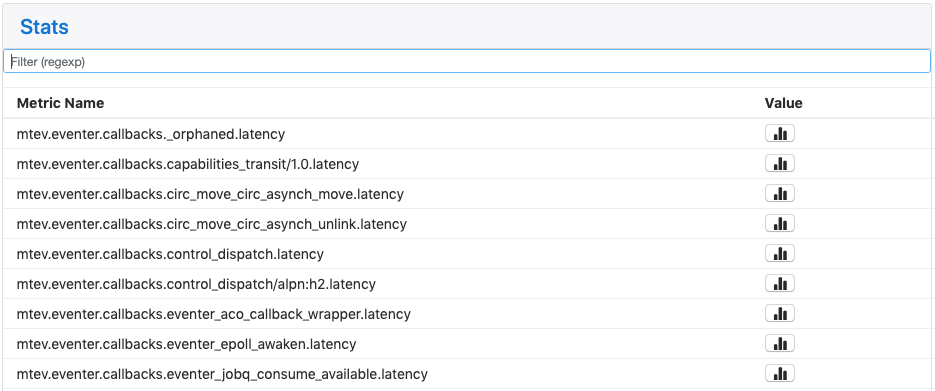 Stats
Filter (regexp)
Metric Name Value
mtev.eventer.callbacks._orphaned.latency
mtev.eventer.callbacks.capabilities_transit/1.0.latency
mtev.eventer.callbacks.circ_move_circ_asynch_move.latency
mtev.eventer.callbacks.circ_move_circ_asynch_unlink.latency
mtev.eventer.callbacks.control_dispatch.latency
mtev.eventer.callbacks.control_dispatch/alpn:h2.latency
mtev.eventer.callbacks.eventer_aco_callback_wrapper.latency
mtev.eventer.callbacks.eventer_epoll_awaken.latency
mtev.eventer.callbacks.eventer_jobq_consume_available.latency